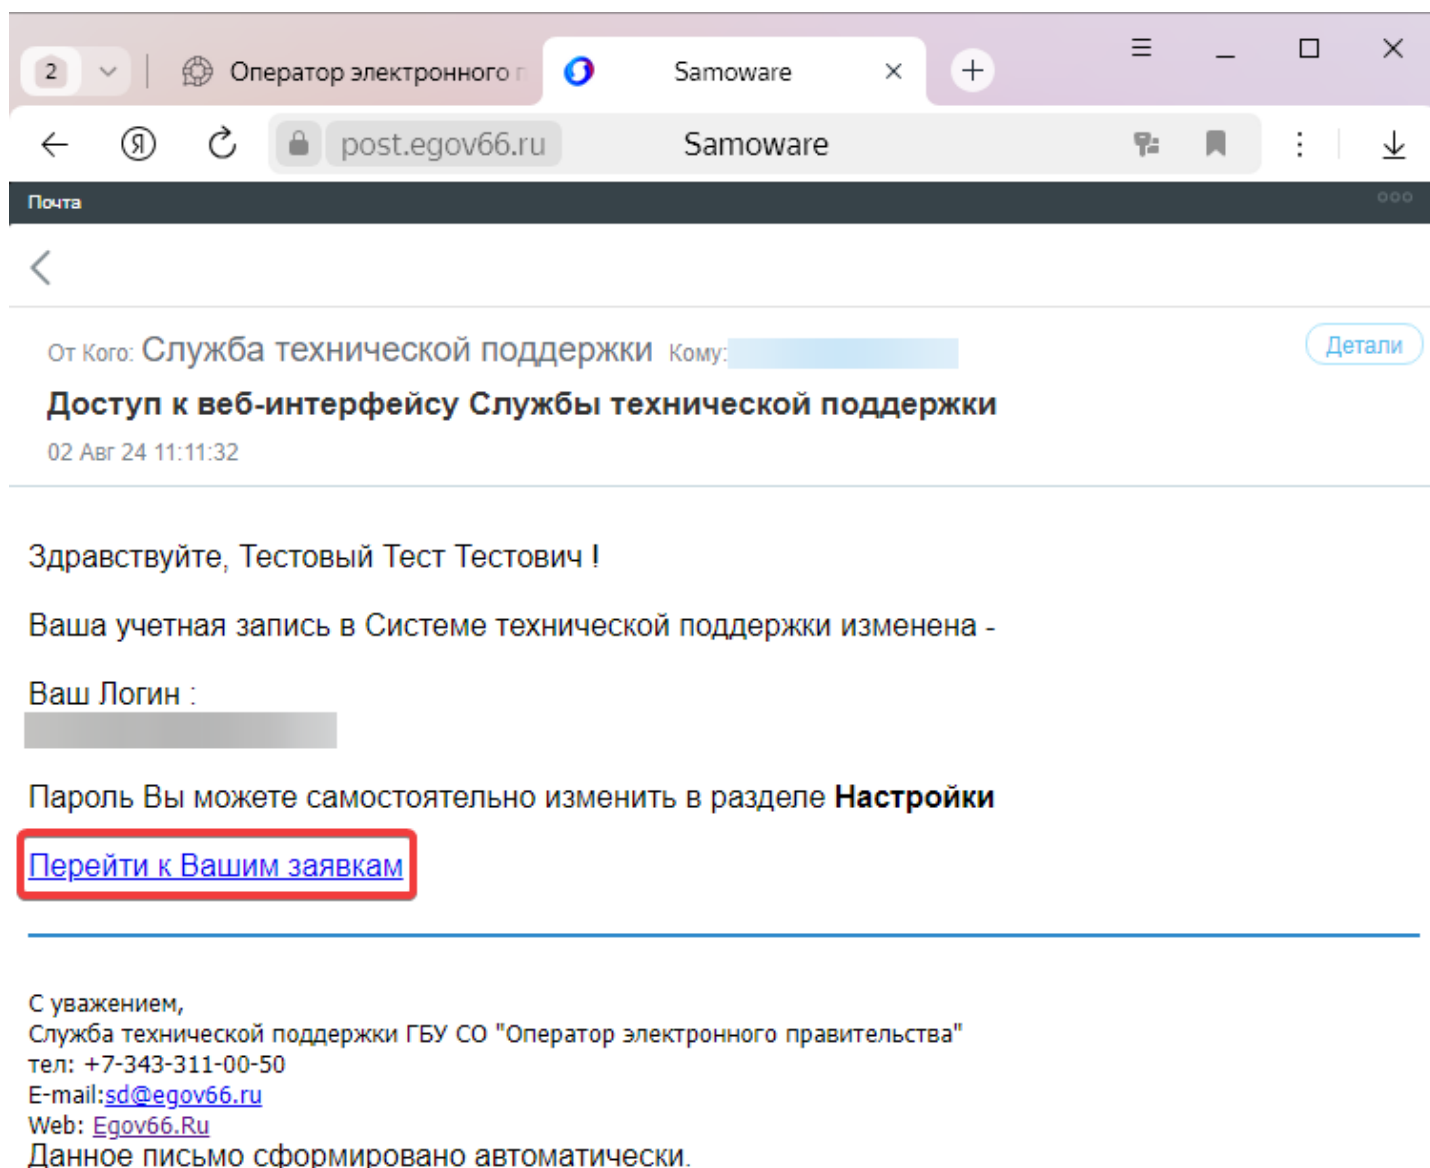 2
Оператор электронного
Samoware
post.egov66.ru
Samoware
Почта
От Кого: Служба технической поддержки Кому:
Детали
Доступ к веб-интерфейсу Службы технической поддержки
02 Авг 24 11:11:32
Здравствуйте, Тестовый Тест Тестович !
Ваша учетная запись в Системе технической поддержки изменена -
Ваш Логин :
Пароль Вы можете самостоятельно изменить в разделе Настройки
Перейти к Вашим заявкам
С уважением,
Служба технической поддержки ГБУ СО "Оператор электронного правительства"
тел: +7-343-311-00-50
E-mail:sd@egov66.ru
Web: Egov66.Ru
Данное письмо сформировано автоматически.